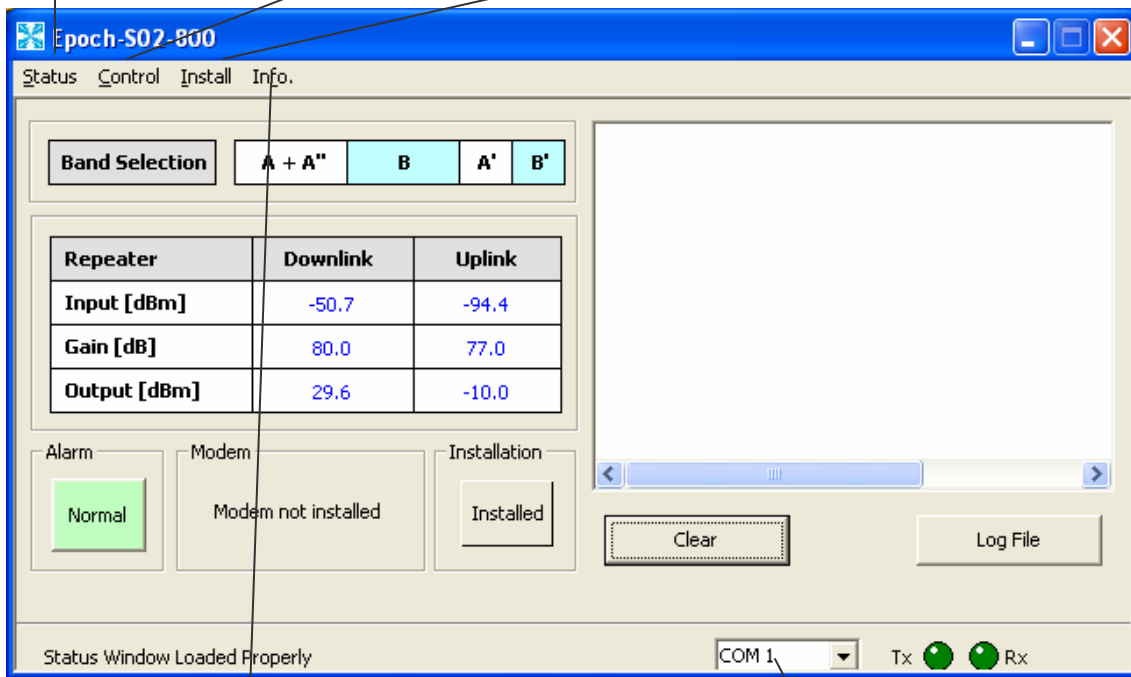 Epoch-S02-800
Status Control Install Info.
Band Selection A + A" B A' B'
Repeater Downlink Uplink
Input [dBm] -50.7 -94.4
Gain [dB] 80.0 77.0
Output [dBm] 29.6 -10.0
Alarm Modem Installation
Normal Modem not installed Installed
Clear Log File
Status Window Loaded Properly COM 1 Tx Rx